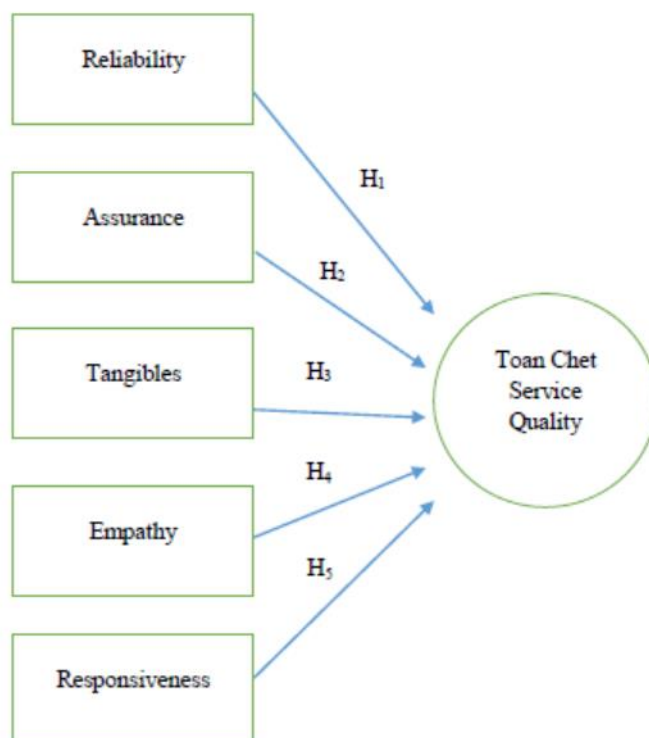 Reliability
H₁
Assurance
H₂
Tangibles
H₃
Toan Chet
Service
Quality
H₄
Empathy
H₅
Responsiveness